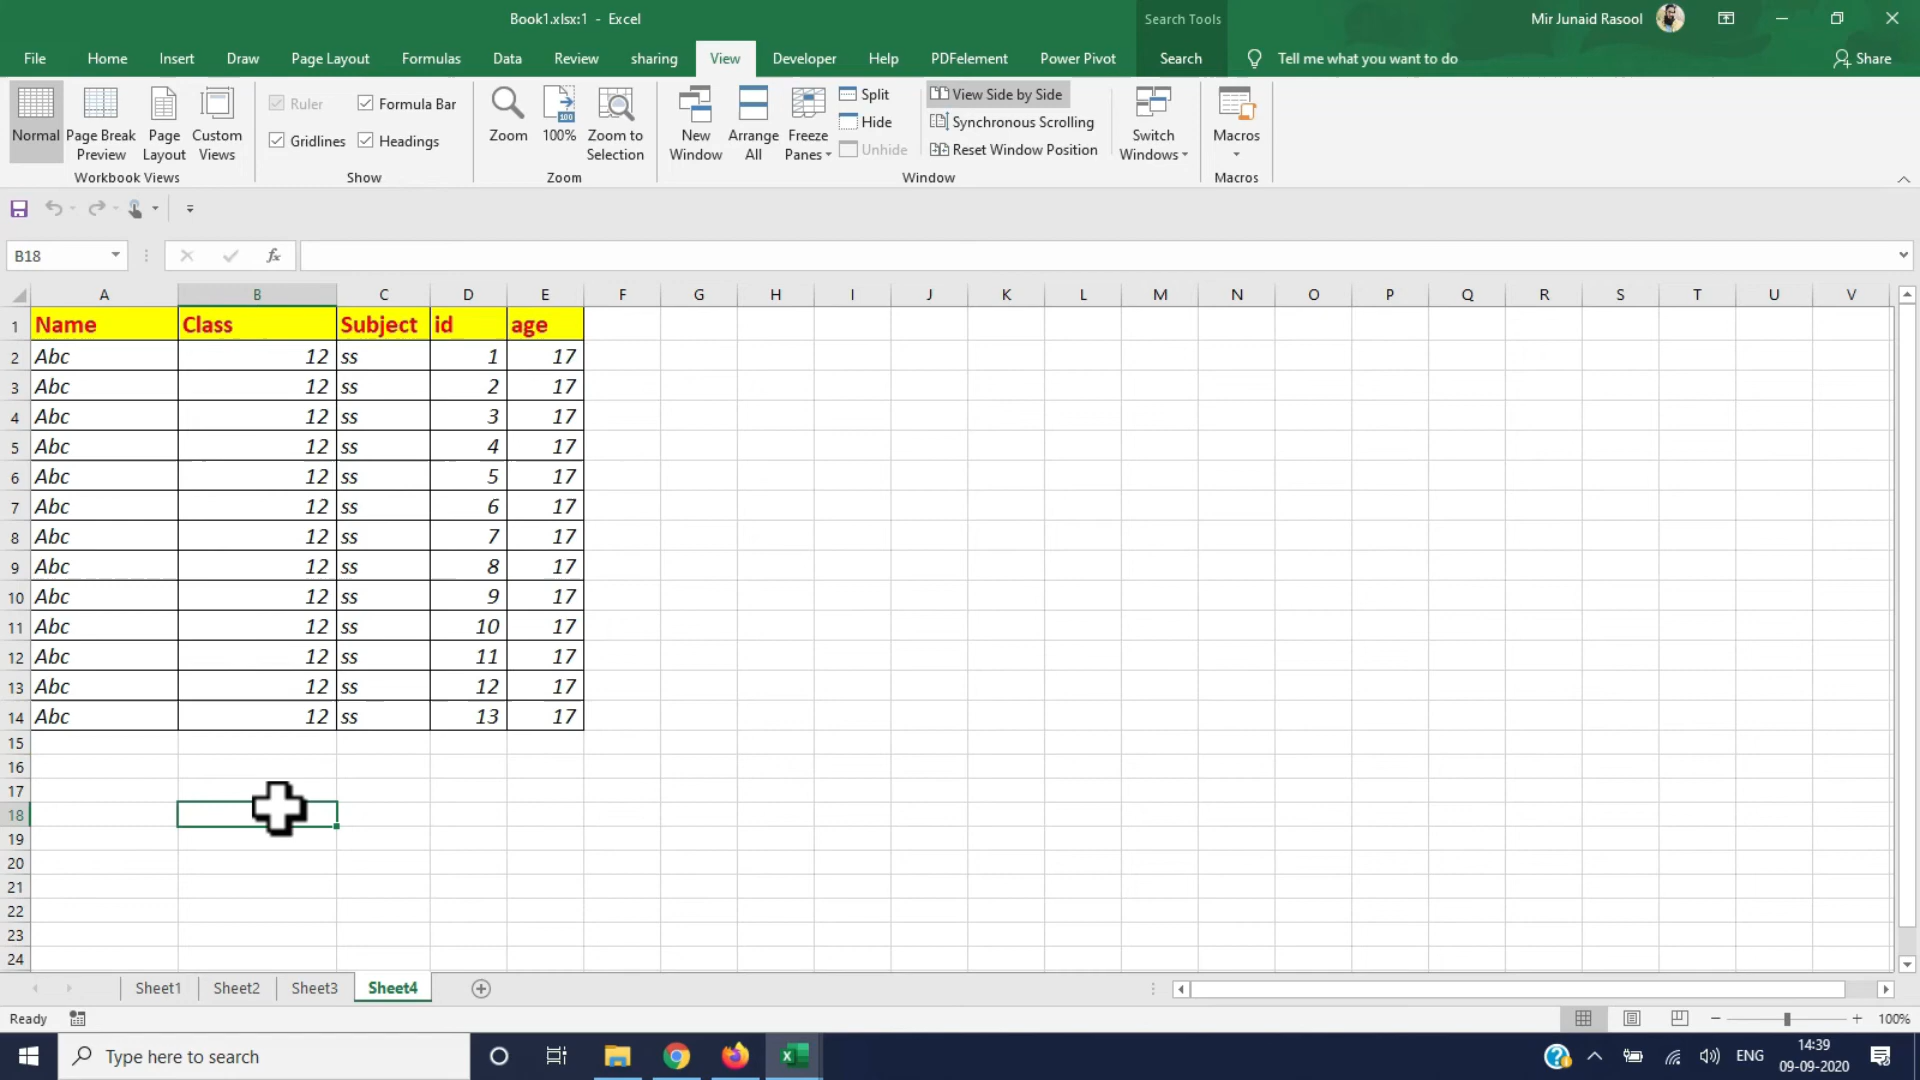 Book1.xlsx:1 - Excel
Search Tools
Mir Junaid Rasool
File Home Insert Draw Page Layout Formulas Data Review sharing View Developer Help PDFelement Power Pivot Search Tell me what you want to do Share
Normal
Page Break Preview
Page Layout
Custom Views
Workbook Views
Ruler Formula Bar
Gridlines Headings
Show
Zoom
100%
100
Zoom to Selection
Zoom
New Window
Arrange All
Freeze Panes
Split
Hide
Unhide
View Side by Side
Synchronous Scrolling
Reset Window Position
Window
Switch Windows
Macros
Macros
B18
fx
A B C D E F G H I J K L M N O P Q R S T U V
1 Name Class Subject id age
2 Abc 12 ss 1 17
3 Abc 12 ss 2 17
4 Abc 12 ss 3 17
5 Abc 12 ss 4 17
6 Abc 12 ss 5 17
7 Abc 12 ss 6 17
8 Abc 12 ss 7 17
9 Abc 12 ss 8 17
10 Abc 12 ss 9 17
11 Abc 12 ss 10 17
12 Abc 12 ss 11 17
13 Abc 12 ss 12 17
14 Abc 12 ss 13 17
15
16
17
18
19
20
21
22
23
24
Sheet1 Sheet2 Sheet3 Sheet4
Ready
100%
Type here to search
ENG
14:39
09-09-2020